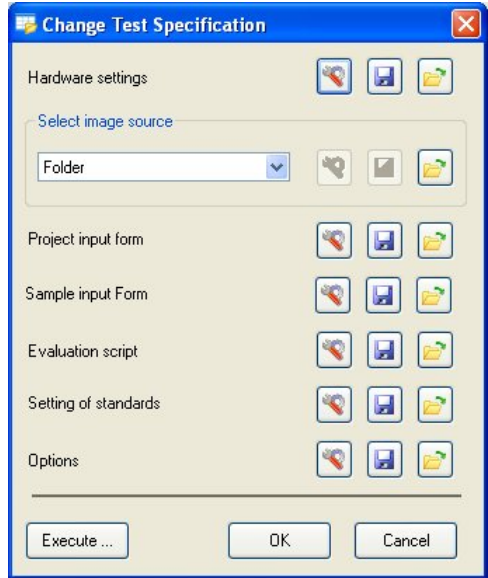 Change Test Specification
Hardware settings
Select image source
Folder
Project input form
Sample input Form
Evaluation script
Setting of standards
Options
Execute ...
OK
Cancel